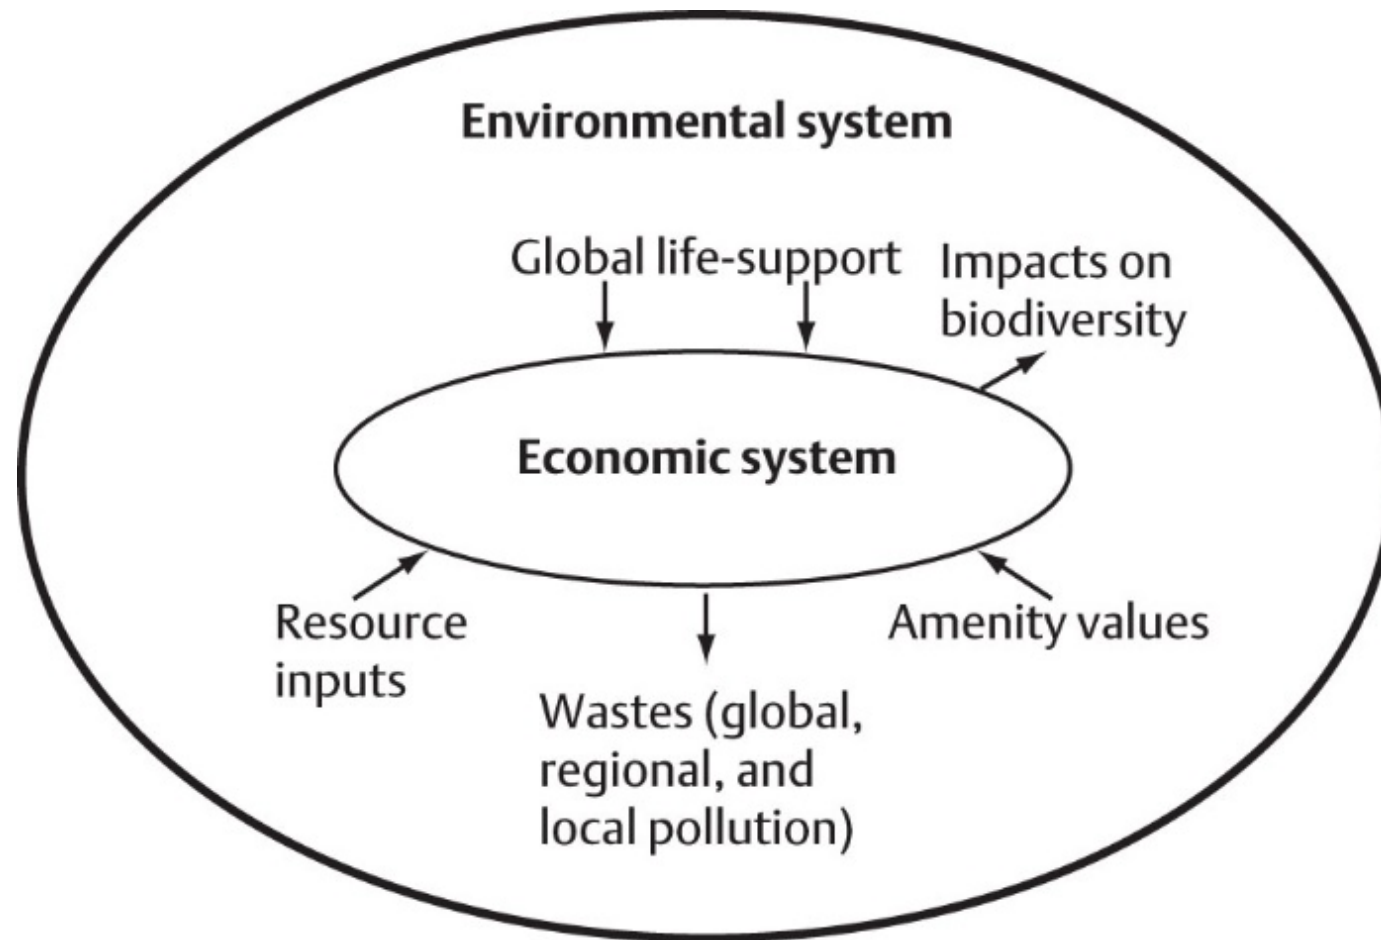 Environmental system
Global life-support
Impacts on
biodiversity
Economic system
Resource
inputs
Amenity values
Wastes (global,
regional, and
local pollution)